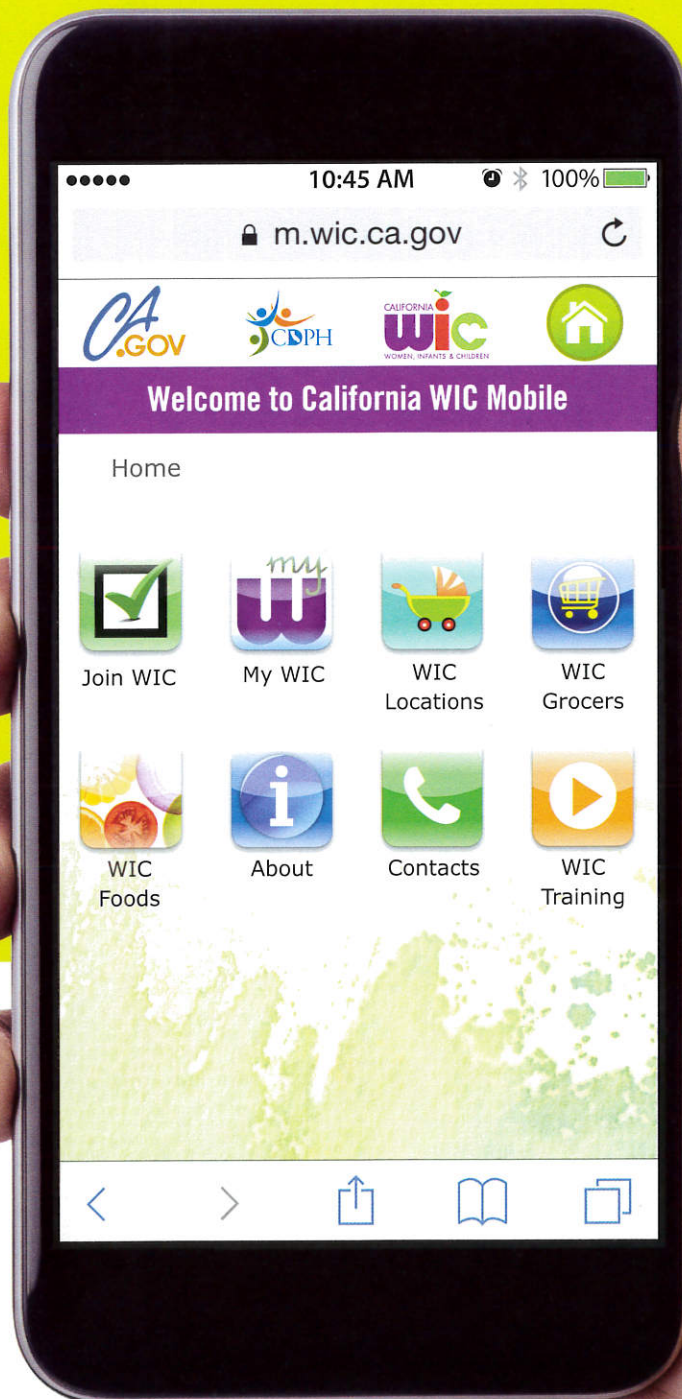 10:45 AM 100%
m.wic.ca.gov
CA.GOV CDPH CALIFORNIA wic
WOMEN, INFANTS & CHILDREN
Welcome to California WIC Mobile
Home
my
W
Join WIC My WIC WIC Locations WIC Grocers
i
WIC Foods About Contacts WIC Training